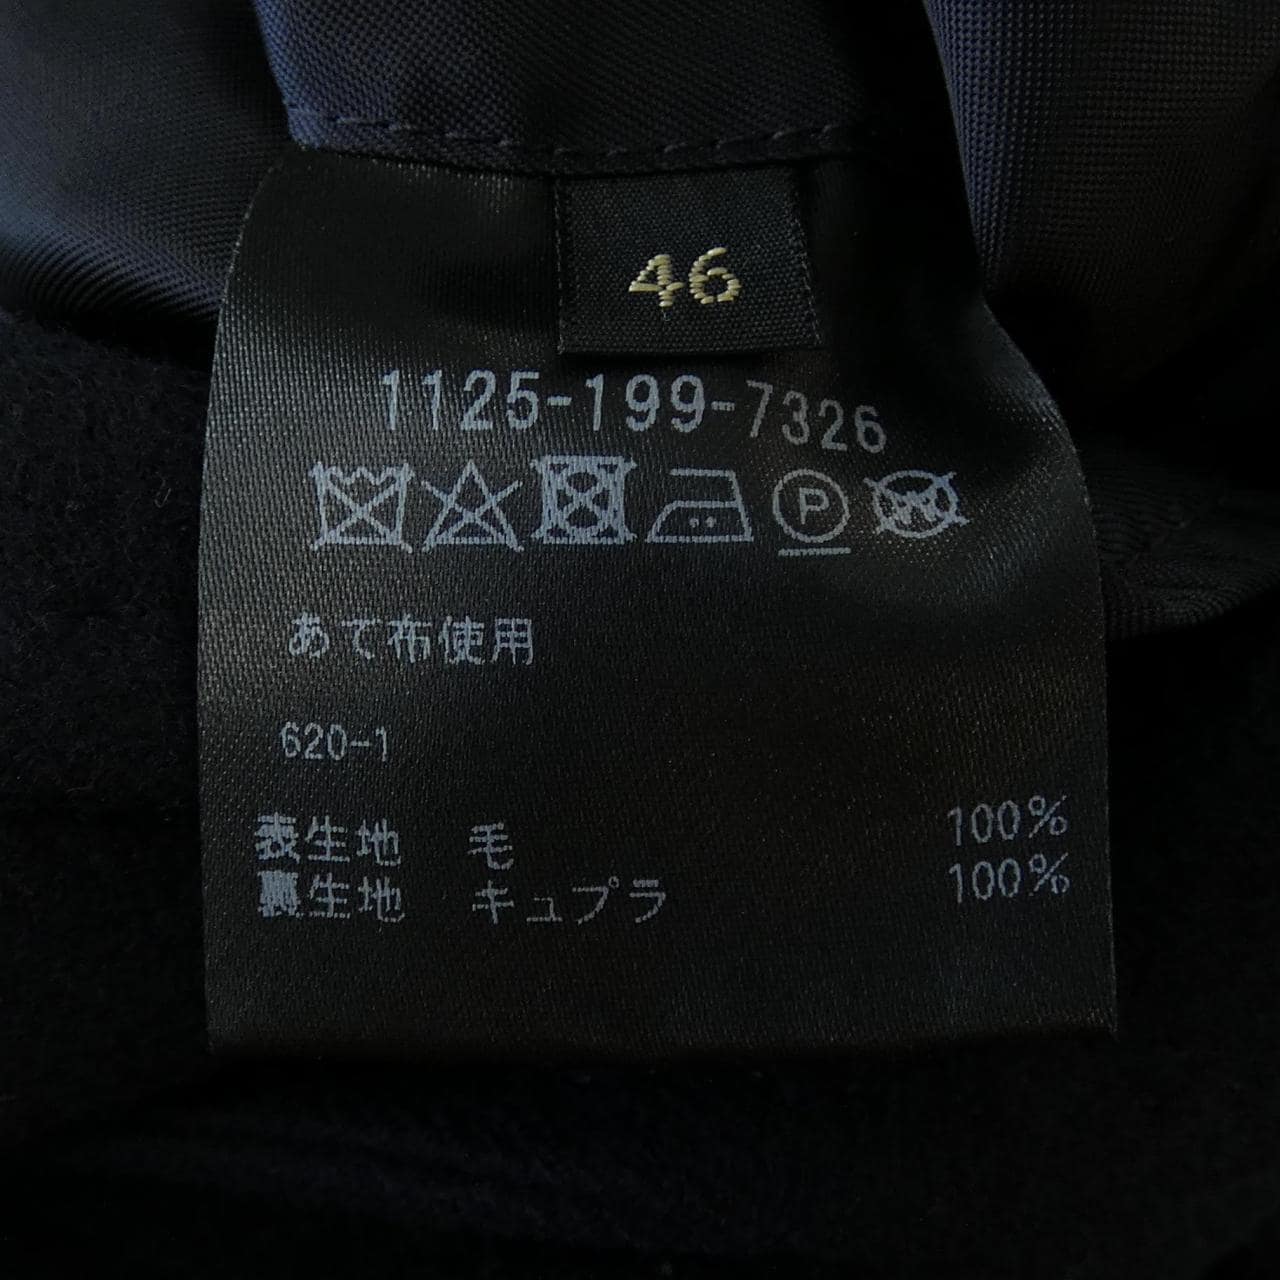 46
1125-199-7326
P W
あて布使用
620-1
表生地 毛 100%
裏生地 キュプラ 100%